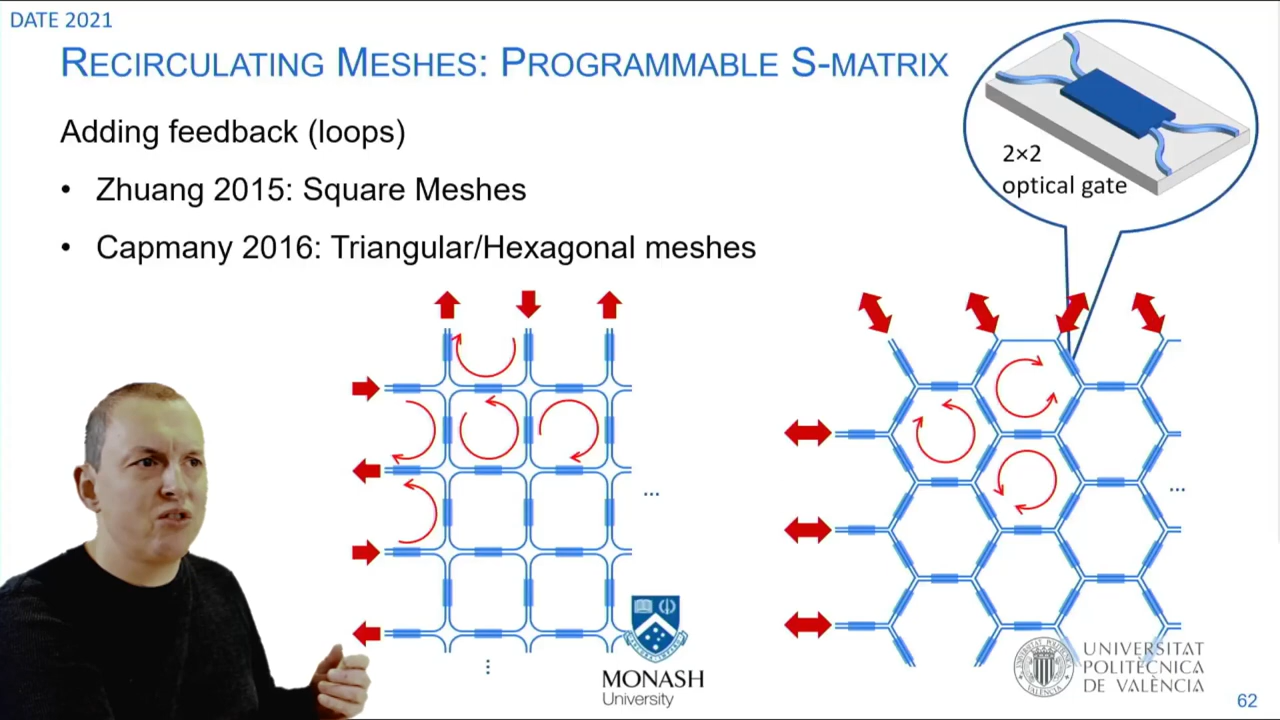 DATE 2021
RECIRCULATING MESHES: PROGRAMMABLE S-MATRIX
Adding feedback (loops)
• Zhuang 2015: Square Meshes
• Capmany 2016: Triangular/Hexagonal meshes
2×2
optical gate
...
...
...
MONASH
University
UNIVERSITAT
POLITÈCNICA
DE VALÈNCIA
62